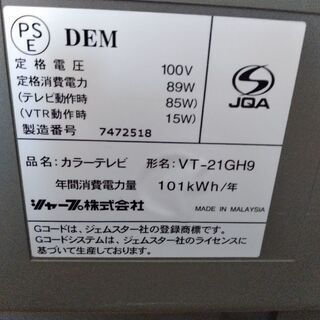 PS
E
DEM
定格電圧 100V
定格消費電力 89W
(テレビ動作時 85W)
(VTR動作時 15W)
製造番号 7472518
JQA
品名:カラーテレビ 形名:VT-21GH9
年間消費電力量 101kWh/年
シャープ株式会社
MADE IN MALAYSIA
Gコードは、ジェムスター社の登録商標です。
Gコードシステムは、ジェムスター社のライセンスに
基づいて生産しております。